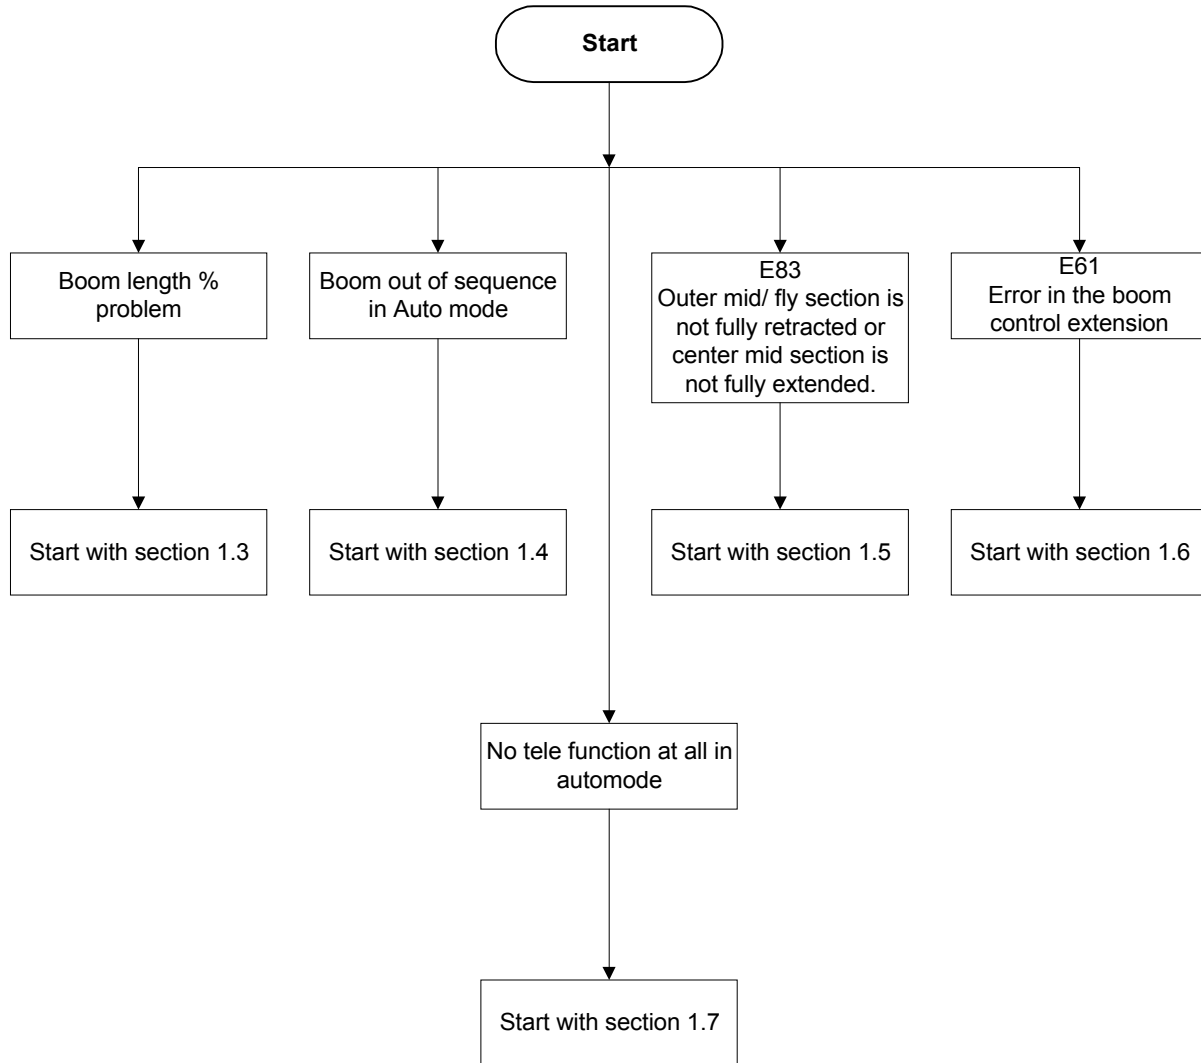 Start
Boom length %
problem
Boom out of sequence
in Auto mode
E83
Outer mid/ fly section is
not fully retracted or
center mid section is
not fully extended.
E61
Error in the boom
control extension
Start with section 1.3
Start with section 1.4
Start with section 1.5
Start with section 1.6
No tele function at all in
automode
Start with section 1.7